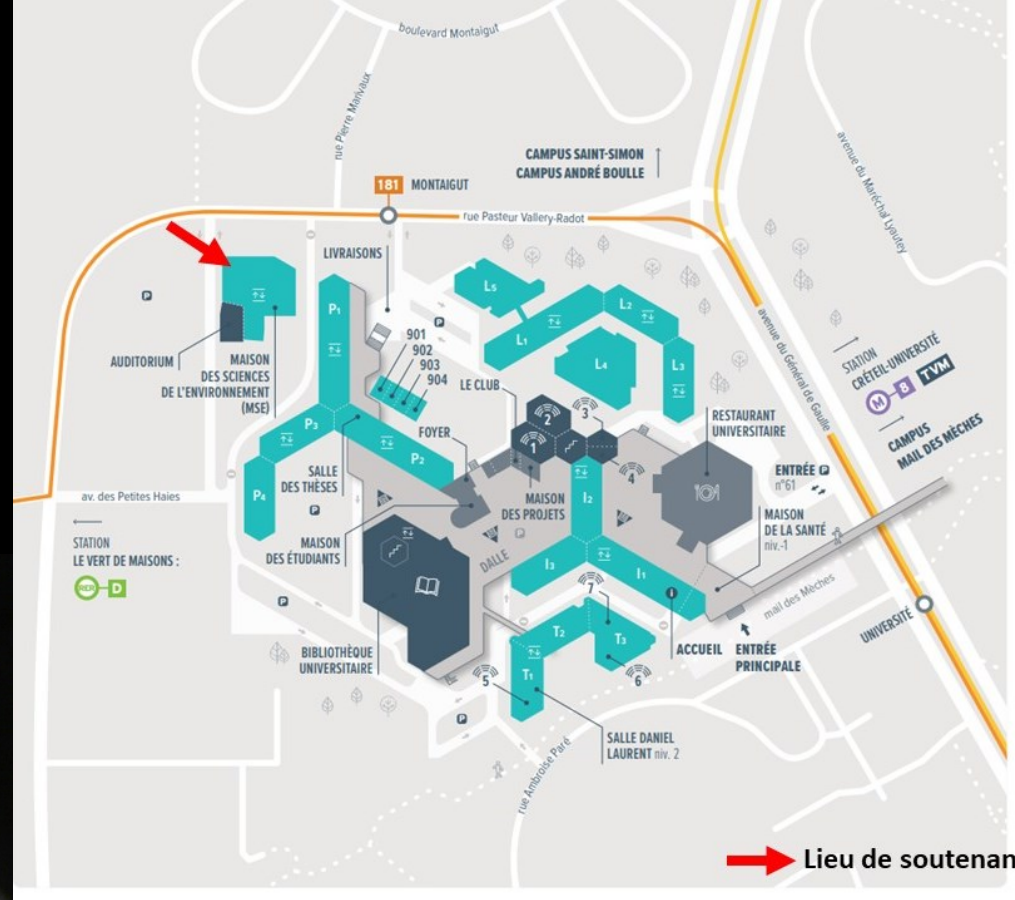 boulevard Montaigut
rue Pierre Marivaux
avenue du Maréchal Lyautey
CAMPUS SAINT-SIMON
CAMPUS ANDRÉ BOULLE
181 MONTAIGUT
rue Pasteur Vallery-Radot
LIVRAISONS
P
P1
L5
L2
L1
L4
L3
P
avenue du Général de Gaulle
STATION
CRÉTEIL-UNIVERSITÉ
M-8 TVM
CAMPUS
MAIL DES MÈCHES
AUDITORIUM
MAISON
DES SCIENCES
DE L'ENVIRONNEMENT
(MSE)
901
902
903
904
LE CLUB
2
3
1
4
FOYER
P3
P2
P4
SALLE
DES THÈSES
RESTAURANT
UNIVERSITAIRE
ENTRÉE P
n°61
MAISON
DES PROJETS
I2
MAISON
DE LA SANTÉ
niv.-1
av. des Petites Haies
STATION
LE VERT DE MAISONS :
RER-D
P
P
MAISON
DES ÉTUDIANTS
DALLE
I3
I1
i
mail des Mèches
UNIVERSITÉ
P
7
T2
T3
T1
5
6
ACCUEIL
ENTRÉE
PRINCIPALE
BIBLIOTHÈQUE
UNIVERSITAIRE
P
SALLE DANIEL
LAURENT niv. 2
rue Ambroise Paré
Lieu de soutenan